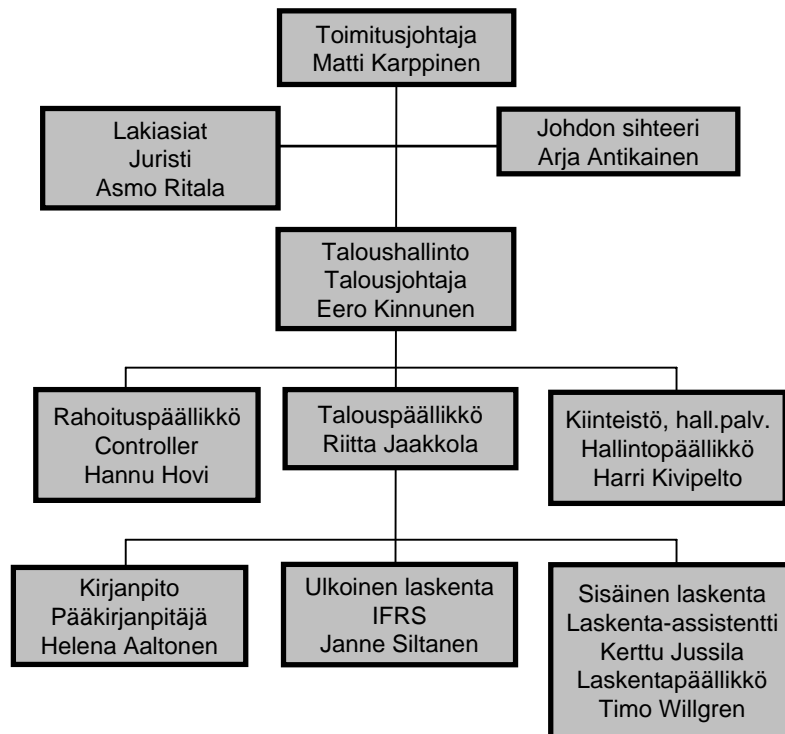 Toimitusjohtaja
Matti Karppinen
Lakiasiat
Juristi
Asmo Ritala
Johdon sihteeri
Arja Antikainen
Taloushallinto
Talousjohtaja
Eero Kinnunen
Rahoituspäällikkö
Controller
Hannu Hovi
Talouspäällikkö
Riitta Jaakkola
Kiinteistö, hall.palv.
Hallintopäällikkö
Harri Kivipelto
Kirjanpito
Pääkirjanpitäjä
Helena Aaltonen
Ulkoinen laskenta
IFRS
Janne Siltanen
Sisäinen laskenta
Laskenta-assistentti
Kerttu Jussila
Laskentapäällikkö
Timo Willgren